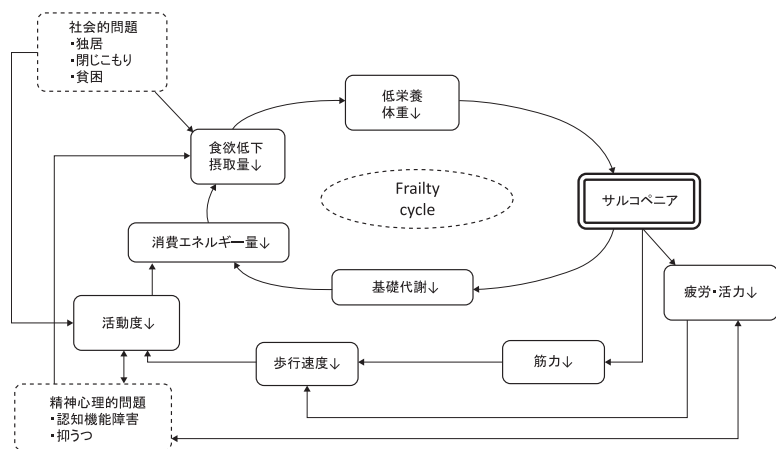 社会的問題
・独居
・閉じこもり
・貧困
低栄養
体重↓
食欲低下
摂取量↓
Frailty
cycle
サルコペニア
消費エネルギー量↓
基礎代謝↓
疲労・活力↓
活動度↓
歩行速度↓
筋力↓
精神心理的問題
・認知機能障害
・抑うつ